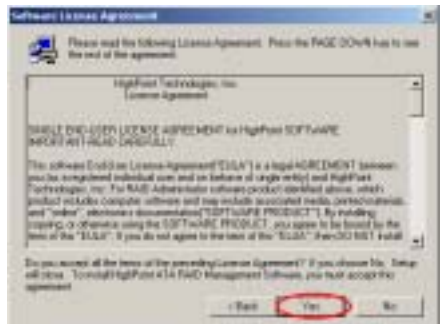 Software License Agreement
Please read the following License Agreement. Press the PAGE DOWN key to see
the rest of the agreement.
HighPoint Technologies, Inc.
License Agreement
SINGLE END-USER LICENSE AGREEMENT for HighPoint SOFTWARE
IMPORTANT-READ CAREFULLY:
This software End-User License Agreement("EULA") is a legal AGREEMENT between
you (as a registered individual user and on behalf of single entity) and HighPoint
Technologies, Inc. For RAID Administrator software product identified above, which
product includes computer software and may include associated media, printed materials,
and "online", electronic documentation("SOFTWARE PRODUCT"). By installing,
copying, or otherwise using the SOFTWARE PRODUCT, you agree to be bound by the
terms of this "EULA". If you do not agree to the terms of this "EULA", then DO NOT install
Do you accept all the terms of the preceding License Agreement? If you choose No, Setup
will close. To install HighPoint ATA RAID Management Software, you must accept this
agreement.
< Back
Yes
No